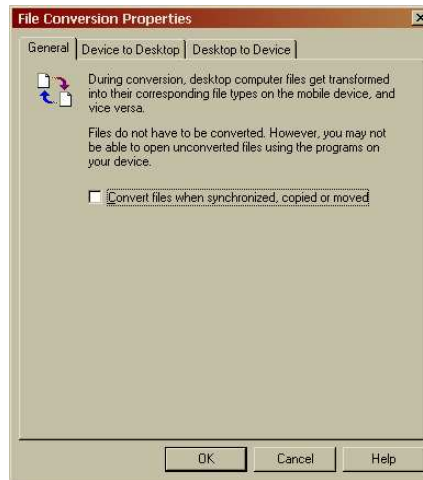 File Conversion Properties
General
Device to Desktop
Desktop to Device
During conversion, desktop computer files get transformed
into their corresponding file types on the mobile device, and
vice versa.
Files do not have to be converted. However, you may not
be able to open unconverted files using the programs on
your device.
Convert files when synchronized, copied or moved
OK
Cancel
Help